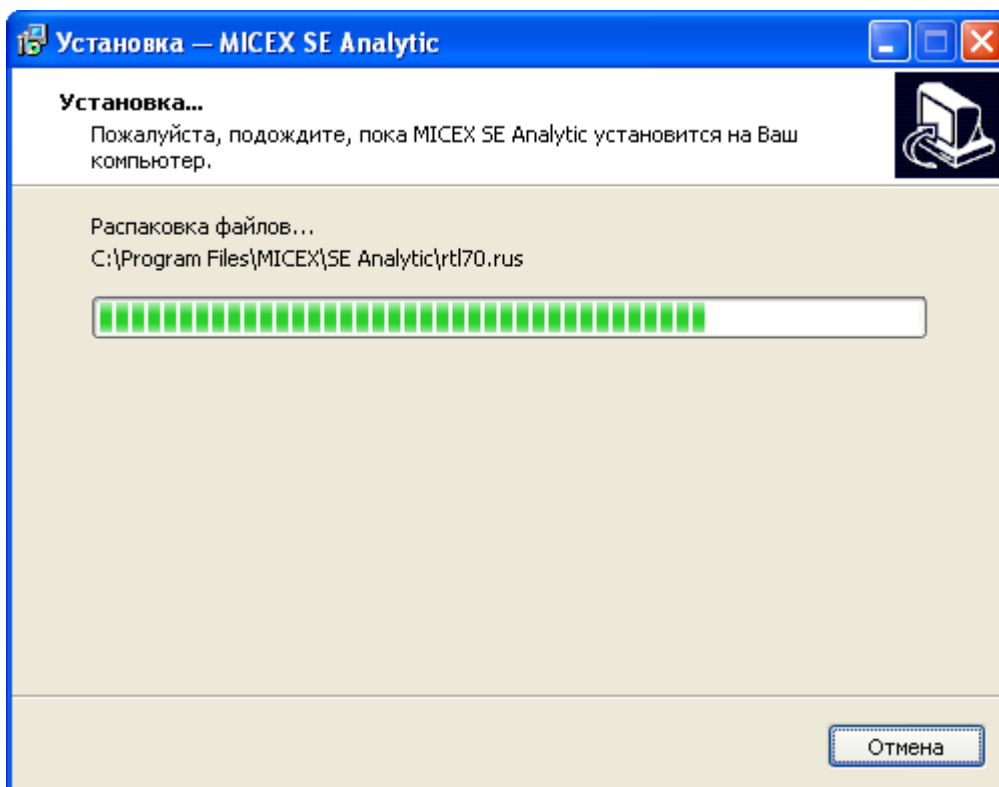 Установка — MICEX SE Analytic
Установка...
Пожалуйста, подождите, пока MICEX SE Analytic установится на Ваш
компьютер.
Распаковка файлов...
C:\Program Files\MICEX\SE Analytic\rtl70.rus
Отмена